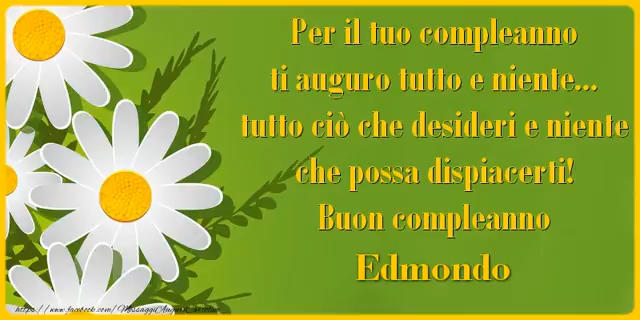 Per il tuo compleanno
ti auguro tutto e niente...
tutto ciò che desideri e niente
che possa dispiacerti!
Buon compleanno
Edmondo